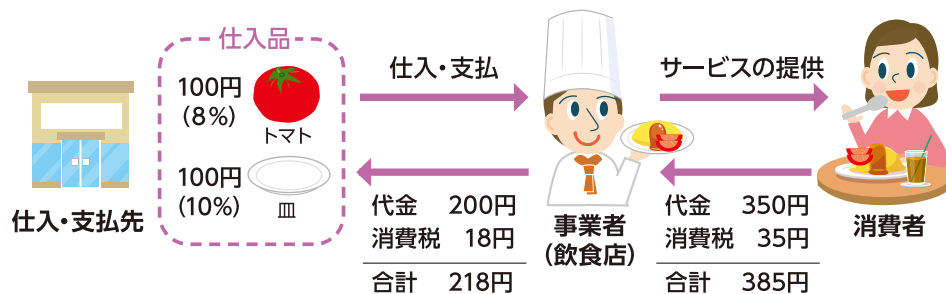 仕入品
100円
(8%)
トマト
100円
(10%)
皿
仕入・支払先
仕入・支払
代金 200円
消費税 18円
合計 218円
事業者
(飲食店)
サービスの提供
代金 350円
消費税 35円
合計 385円
消費者